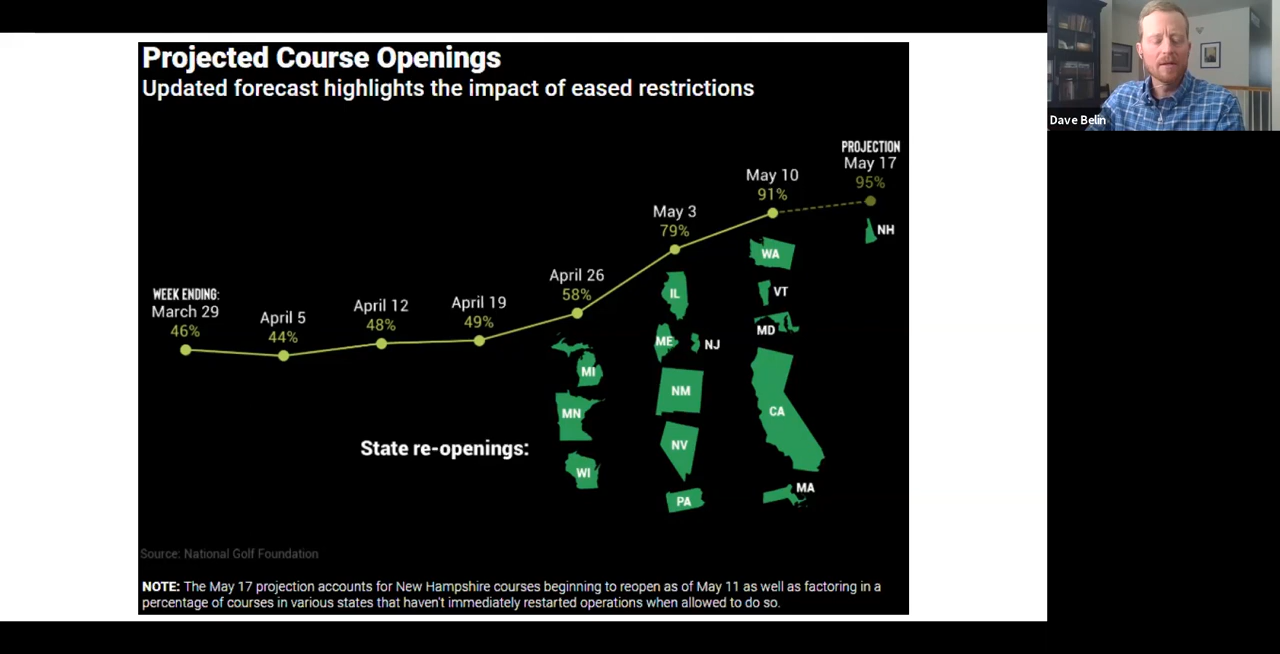 Projected Course Openings
Updated forecast highlights the impact of eased restrictions
Dave Belin
WEEK ENDING:
March 29
46%
April 5
44%
April 12
48%
April 19
49%
April 26
58%
May 3
79%
May 10
91%
PROJECTION
May 17
95%
State re-openings:
MI
MN
WI
IL
ME
NJ
NM
NV
PA
WA
VT
MD
CA
MA
NH
Source: National Golf Foundation
NOTE: The May 17 projection accounts for New Hampshire courses beginning to reopen as of May 11 as well as factoring in a
percentage of courses in various states that haven't immediately restarted operations when allowed to do so.